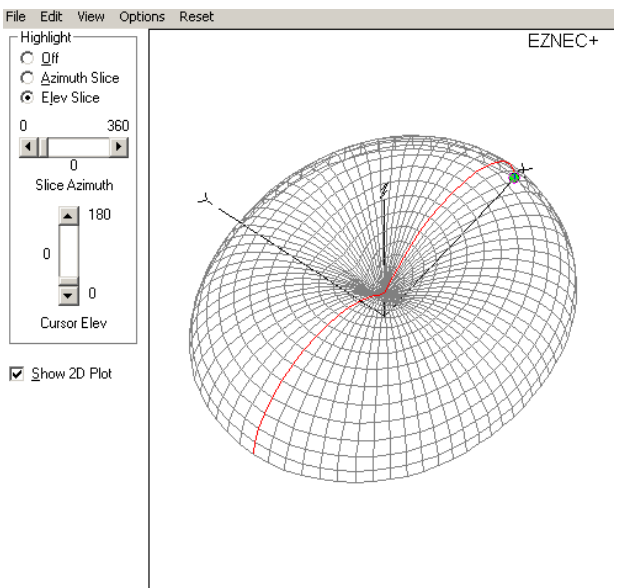 File Edit View Options Reset
EZNEC+
Highlight
Off
Azimuth Slice
Elev Slice
0 360
0
Slice Azimuth
180
0
0
Cursor Elev
Show 2D Plot
Y
X
Z